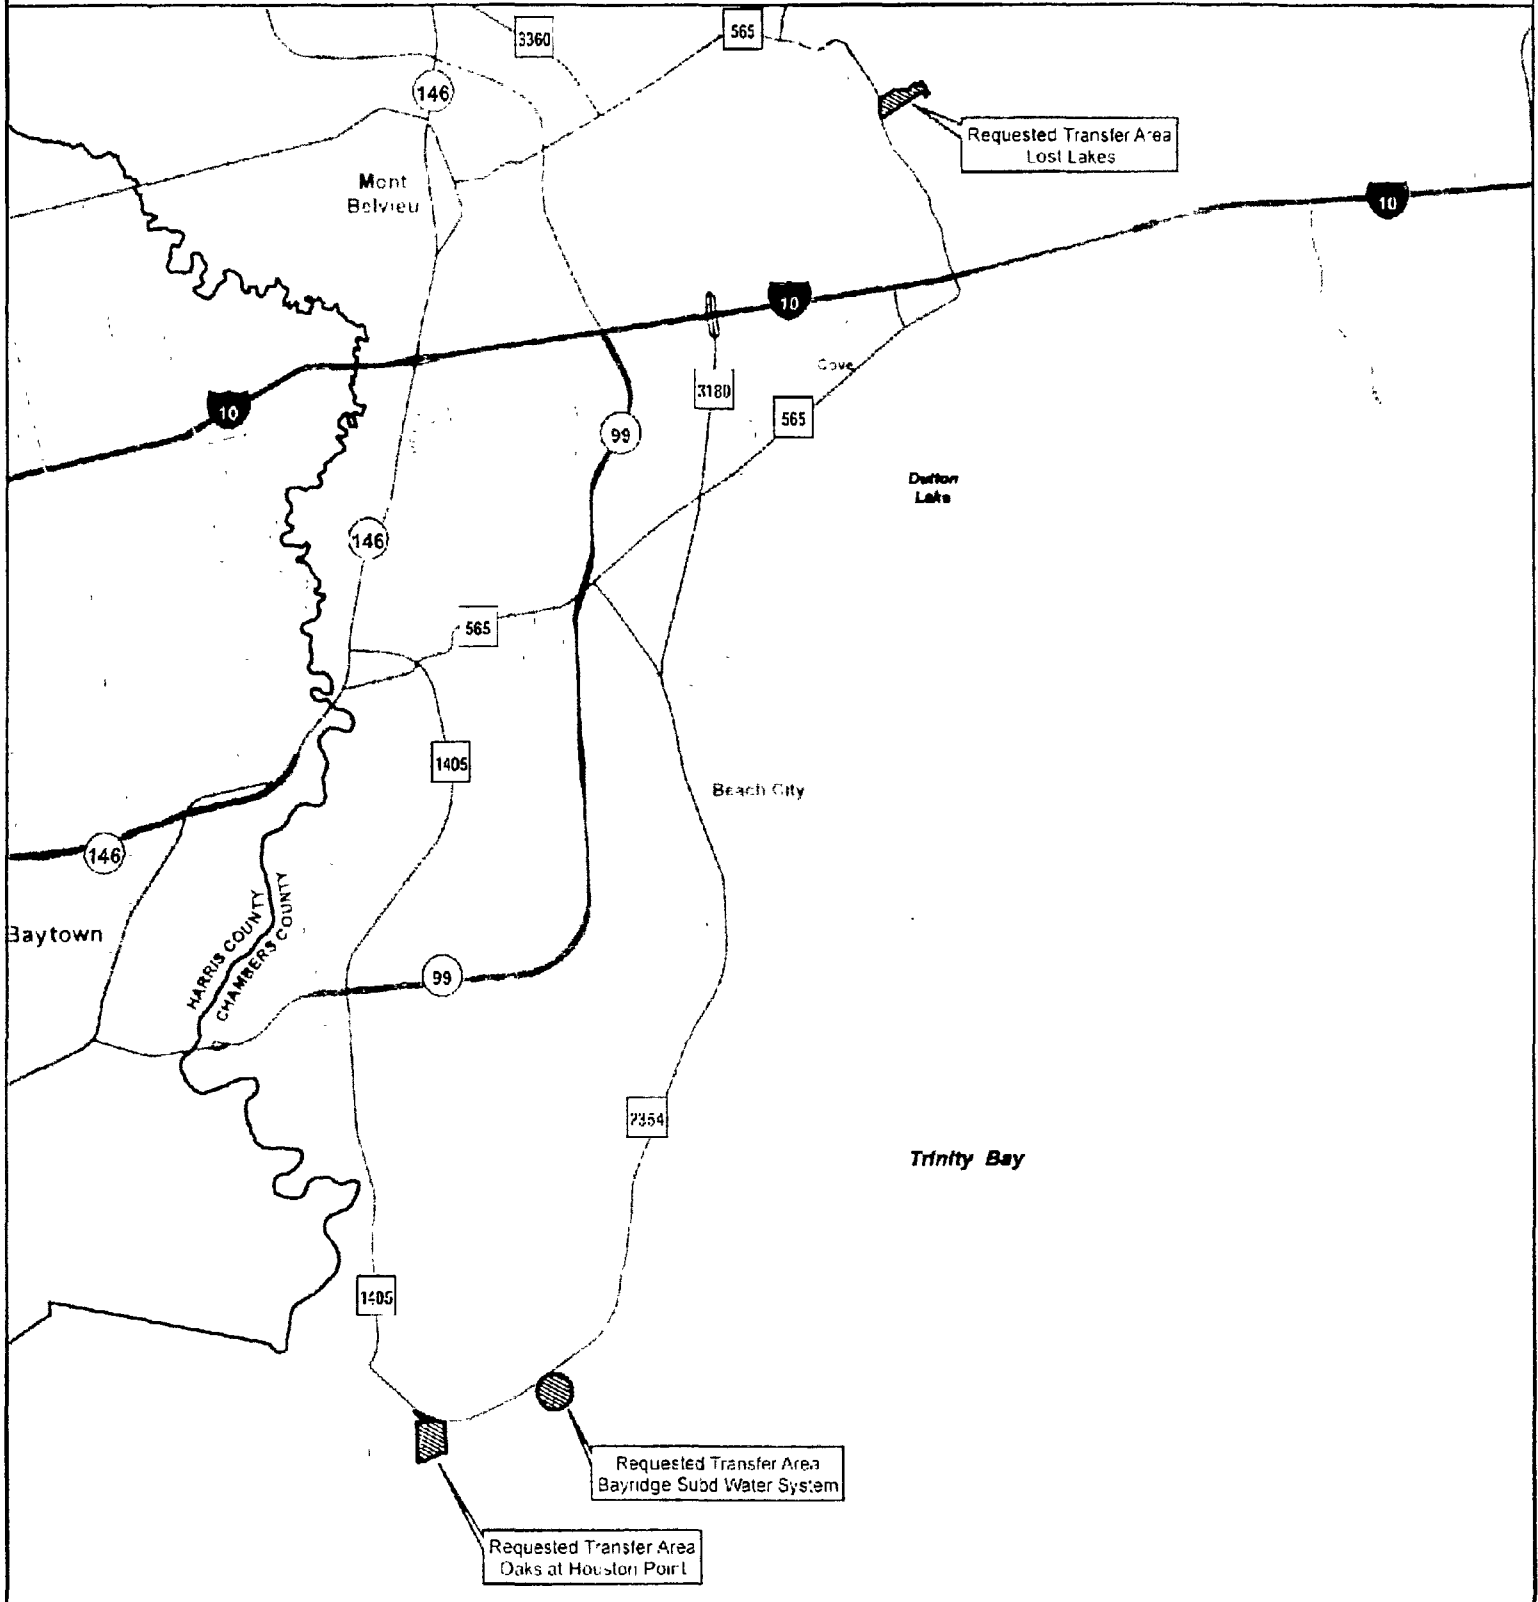 3360
565
146
Requested Transfer Area
Lost Lakes
Mont
Belvieu
10
10
Cove
3180
10
565
99
Dutton
Lake
146
565
1405
Beach City
146
HARRIS COUNTY
CHAMBERS COUNTY
Baytown
99
2354
Trinity Bay
1405
Requested Transfer Area
Bayridge Subd Water System
Requested Transfer Area
Oaks at Houston Point